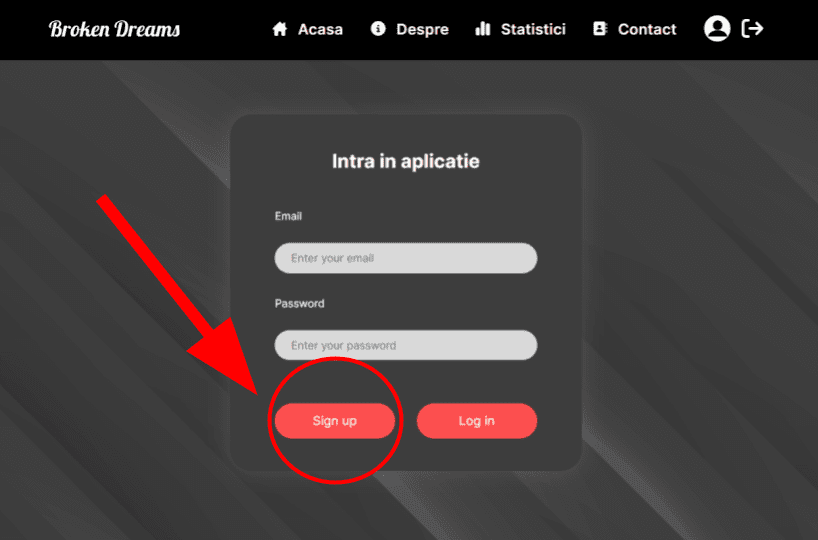 Broken Dreams Acasa Despre Statistici Contact
Intra in aplicatie
Email
Enter your email
Password
Enter your password
Sign up Log in